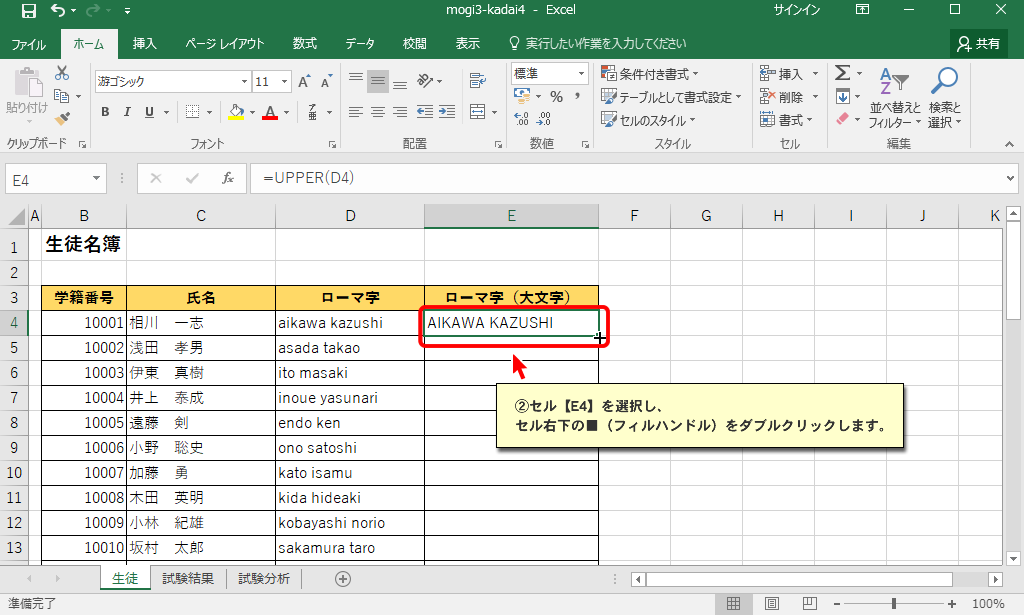 mogi3-kadai4 - Excel
サインイン
ファイル ホーム 挿入 ページ レイアウト 数式 データ 校閲 表示 実行したい作業を入力してください 共有
貼り付け
游ゴシック 11
B I U
標準
% ,
条件付き書式
テーブルとして書式設定
セルのスタイル
挿入
削除
書式
Σ
並べ替えと
フィルター
検索と
選択
クリップボード フォント 配置 数値 スタイル セル 編集
E4 fx =UPPER(D4)
A B C D E F G H I J K
1 生徒名簿
2
3 学籍番号 氏名 ローマ字 ローマ字（大文字）
4 10001 相川　一志 aikawa kazushi AIKAWA KAZUSHI
5 10002 浅田　孝男 asada takao
6 10003 伊東　真樹 ito masaki
7 10004 井上　泰成 inoue yasunari
8 10005 遠藤　剣 endo ken
9 10006 小野　聡史 ono satoshi
10 10007 加藤　勇 kato isamu
11 10008 木田　英明 kida hideaki
12 10009 小林　紀雄 kobayashi norio
13 10010 坂村　太郎 sakamura taro
②セル【E4】を選択し、
セル右下の■（フィルハンドル）をダブルクリックします。
生徒 試験結果 試験分析
準備完了 100%